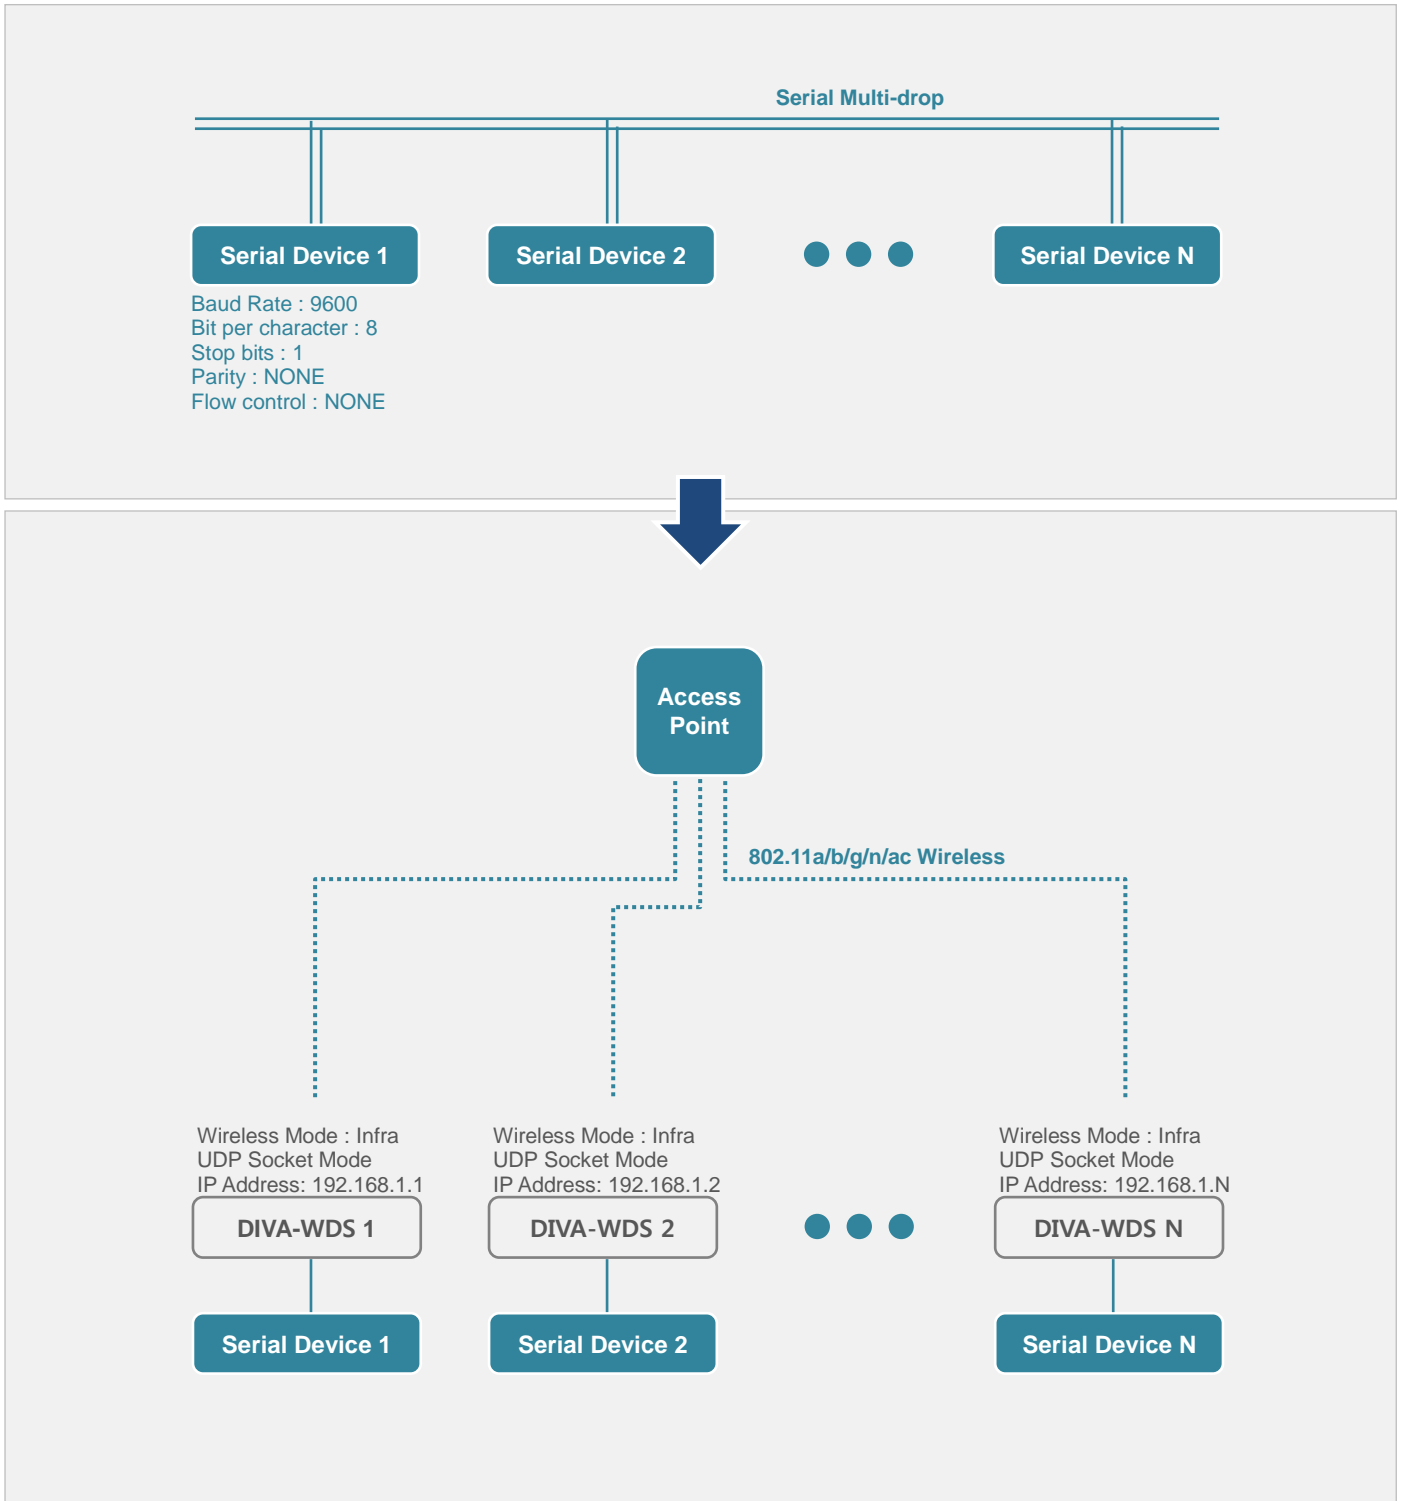 Serial Multi-drop
Serial Device 1
Serial Device 2
Serial Device N
Baud Rate : 9600
Bit per character : 8
Stop bits : 1
Parity : NONE
Flow control : NONE
Access
Point
802.11a/b/g/n/ac Wireless
Wireless Mode : Infra
UDP Socket Mode
IP Address: 192.168.1.1
Wireless Mode : Infra
UDP Socket Mode
IP Address: 192.168.1.2
Wireless Mode : Infra
UDP Socket Mode
IP Address: 192.168.1.N
DIVA-WDS 1
DIVA-WDS 2
DIVA-WDS N
Serial Device 1
Serial Device 2
Serial Device N